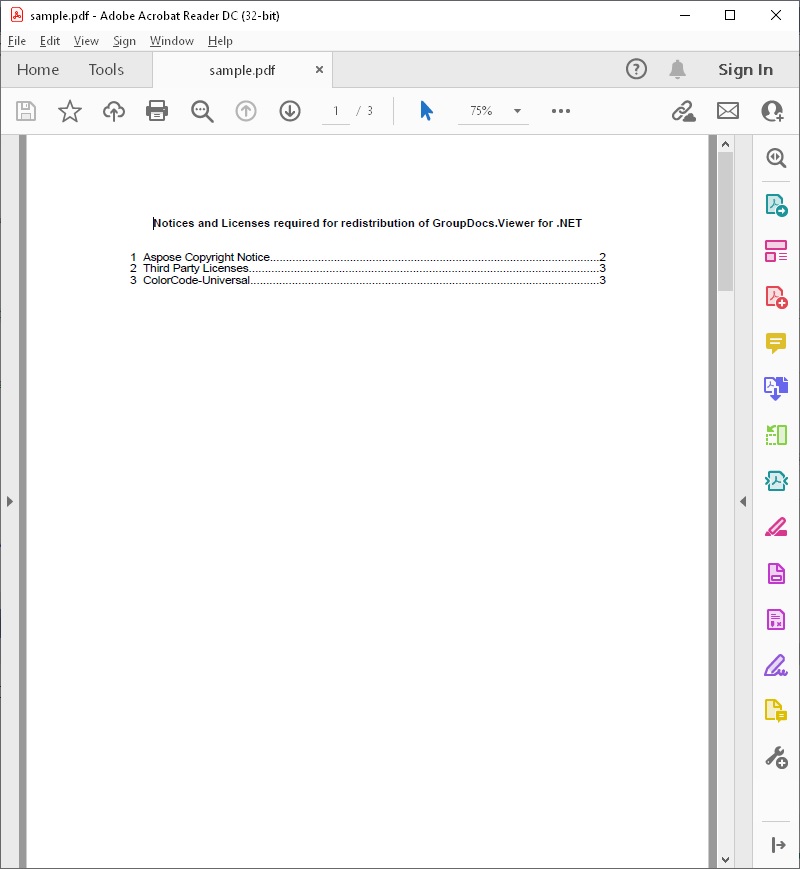 sample.pdf - Adobe Acrobat Reader DC (32-bit)
File Edit View Sign Window Help
Home Tools sample.pdf × ? Sign In
1 / 3 75%
Notices and Licenses required for redistribution of GroupDocs.Viewer for .NET
1 Aspose Copyright Notice........................................................................................................2
2 Third Party Licenses...............................................................................................................3
3 ColorCode-Universal..............................................................................................................3